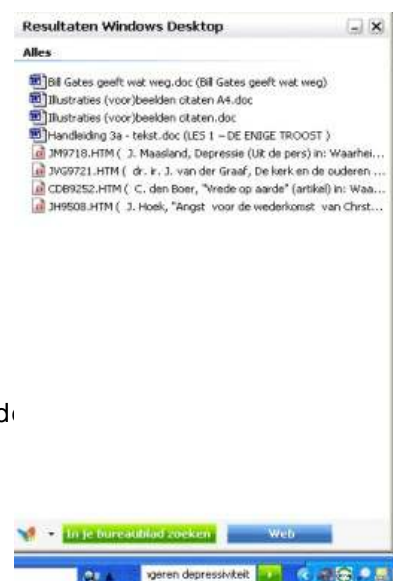 Resultaten Windows Desktop
Alles
Bill Gates geeft wat weg.doc (Bill Gates geeft wat weg)
Illustraties (voor)beelden citaten A4.doc
Illustraties (voor)beelden citaten.doc
Handleiding 3a - tekst.doc (LES 1 – DE ENIGE TROOST )
JM9718.HTM ( J. Maasland, Depressie (Uit de pers) in: Waarhei...
JVG9721.HTM ( dr. ir. J. van der Graaf, De kerk en de ouderen ...
CDB9252.HTM ( C. den Boer, "Vrede op aarde" (artikel) in: Waa...
JH9508.HTM ( J. Hoek, "Angst voor de wederkomst van Christ...
In je bureaublad zoeken Web
geren depressiviteit